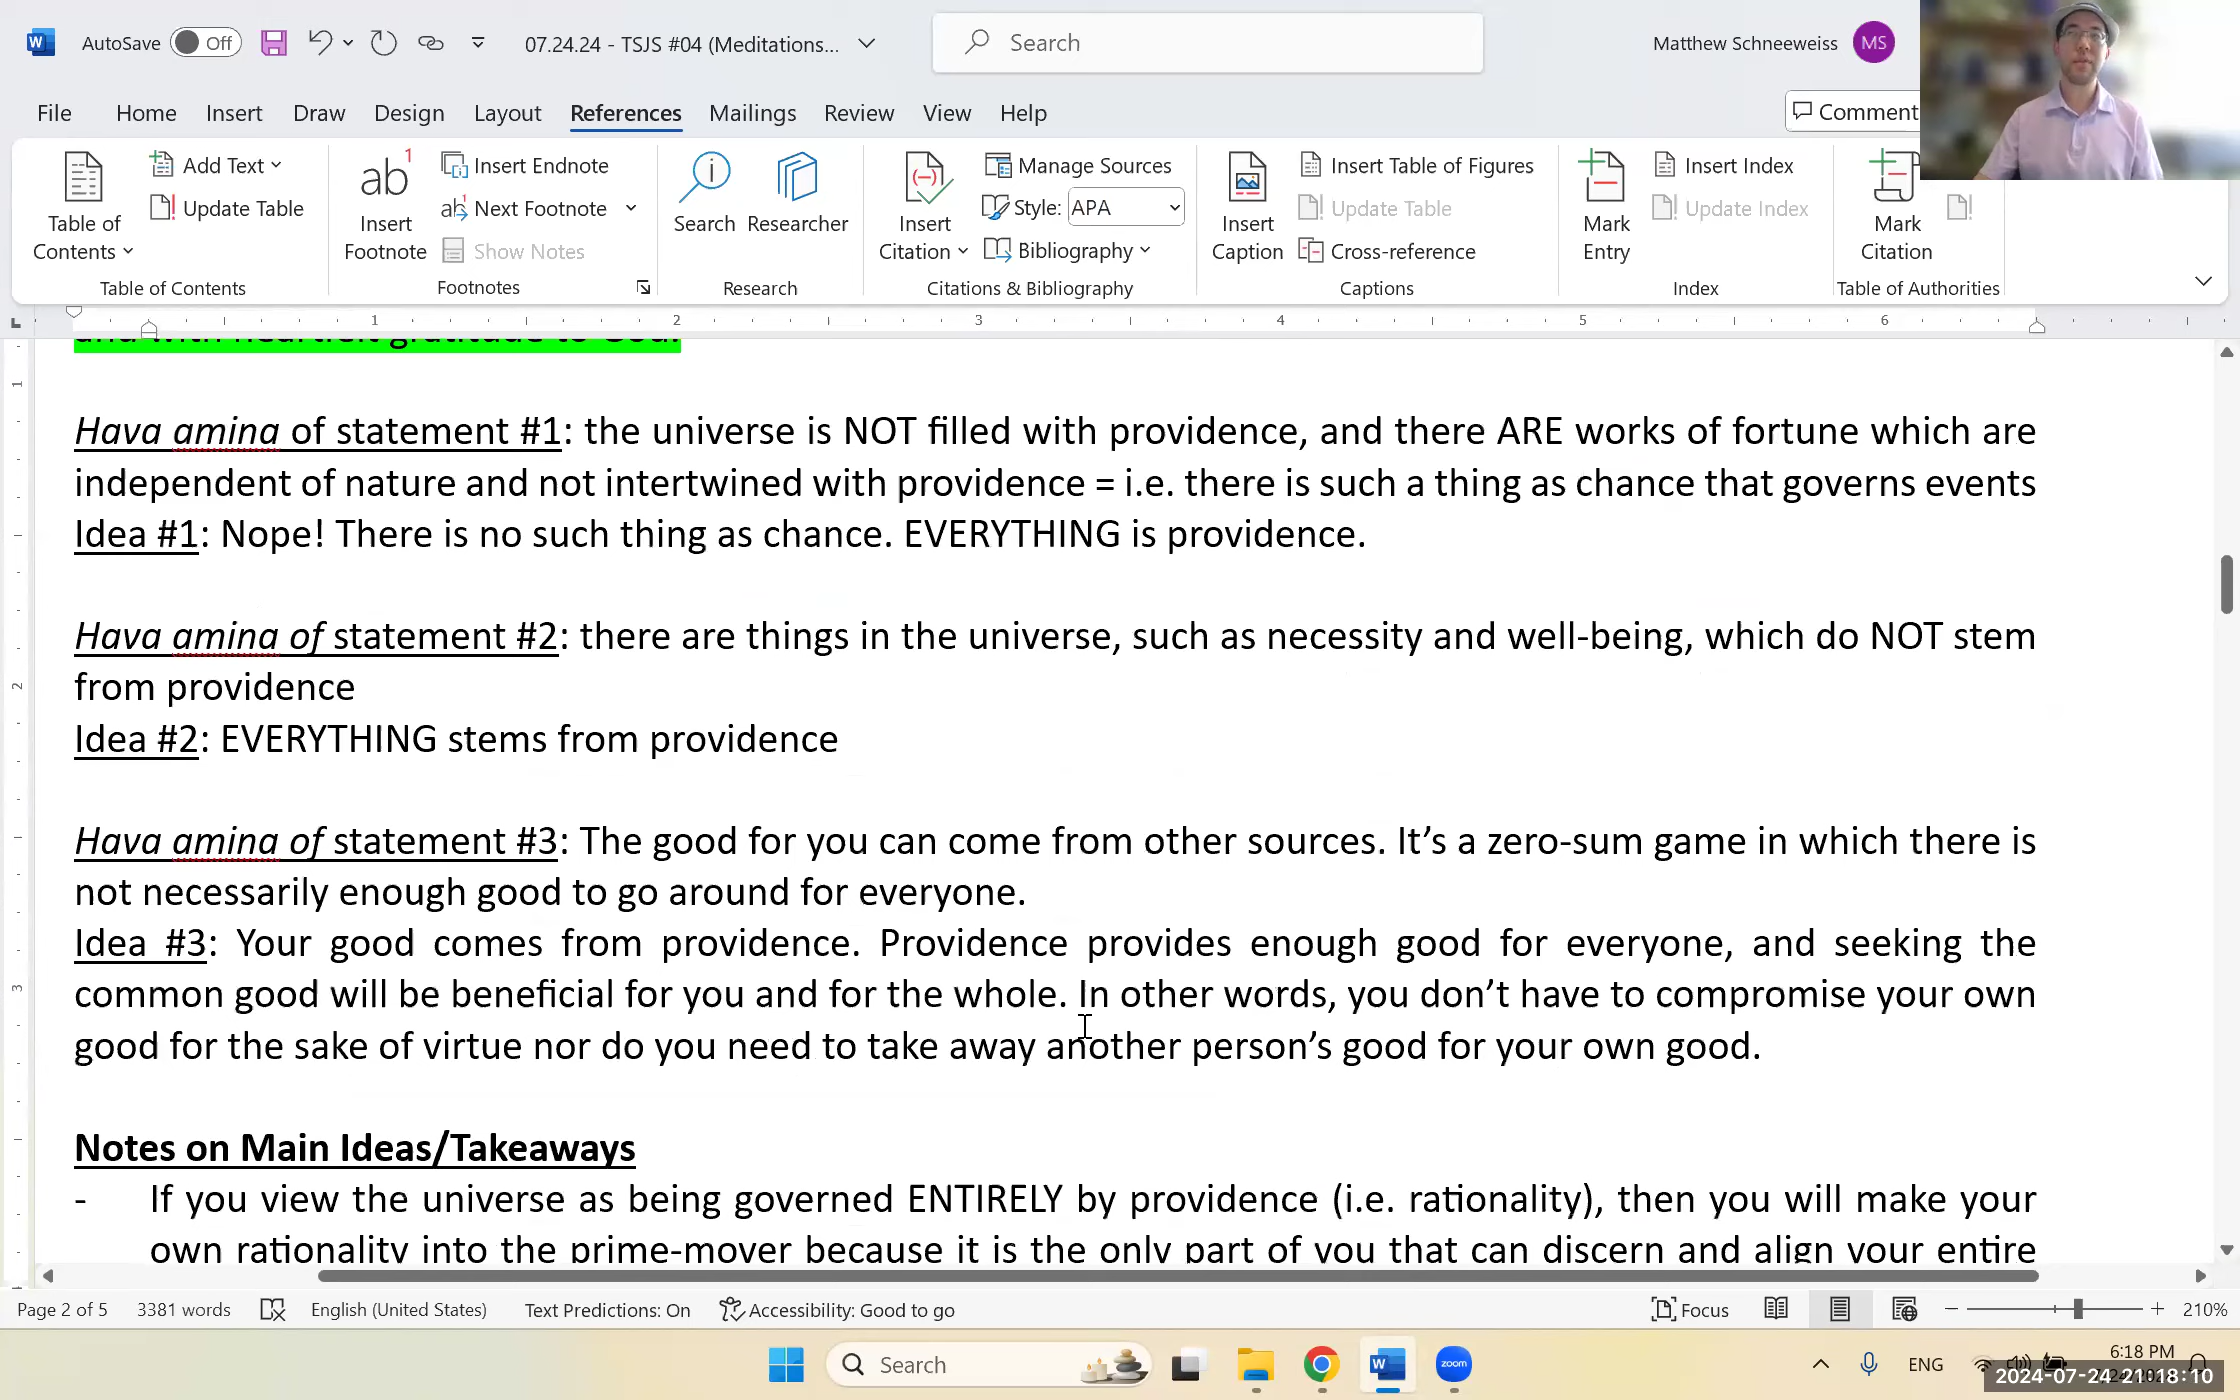 AutoSave Off 07.24.24 - TSJS #04 (Meditations... Search Matthew Schneeweiss MS
File Home Insert Draw Design Layout References Mailings Review View Help Comment
Table of Contents
Add Text
Update Table
Table of Contents
ab1
Insert Footnote
Insert Endnote
Next Footnote
Show Notes
Footnotes
Search
Researcher
Research
Insert Citation
Manage Sources
Style: APA
Bibliography
Citations & Bibliography
Insert Caption
Insert Table of Figures
Update Table
Cross-reference
Captions
Mark Entry
Insert Index
Update Index
Index
Mark Citation
Table of Authorities
1 2 3 4 5 6
and with heartfelt gratitude to God.
Hava amina of statement #1: the universe is NOT filled with providence, and there ARE works of fortune which are
independent of nature and not intertwined with providence = i.e. there is such a thing as chance that governs events
Idea #1: Nope! There is no such thing as chance. EVERYTHING is providence.
Hava amina of statement #2: there are things in the universe, such as necessity and well-being, which do NOT stem
from providence
Idea #2: EVERYTHING stems from providence
Hava amina of statement #3: The good for you can come from other sources. It’s a zero-sum game in which there is
not necessarily enough good to go around for everyone.
Idea #3: Your good comes from providence. Providence provides enough good for everyone, and seeking the
common good will be beneficial for you and for the whole. In other words, you don’t have to compromise your own
good for the sake of virtue nor do you need to take away another person’s good for your own good.
Notes on Main Ideas/Takeaways
- If you view the universe as being governed ENTIRELY by providence (i.e. rationality), then you will make your
own rationality into the prime-mover because it is the only part of you that can discern and align your entire
Page 2 of 5 3381 words English (United States) Text Predictions: On Accessibility: Good to go Focus 210%
Search zoom ENG 6:18 PM
2024-07-24 21:18:10